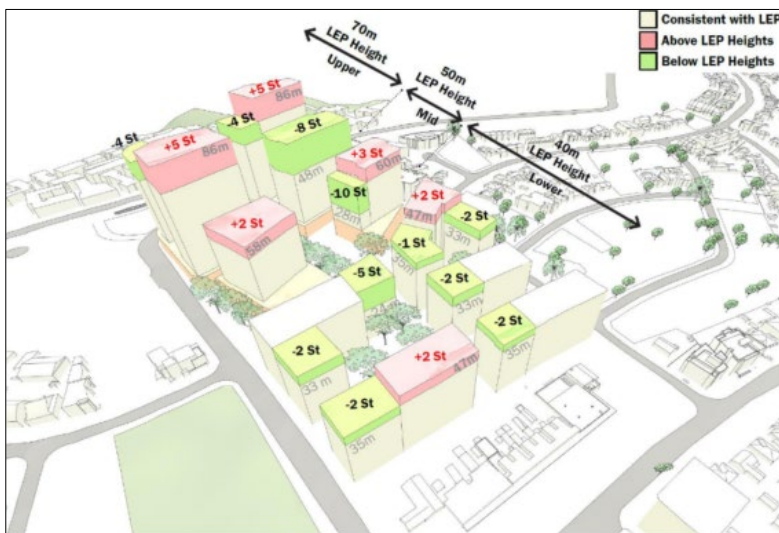 Consistent with LEP
Above LEP Heights
Below LEP Heights
70m
LEP Height
Upper
50m
LEP Height
Mid
40m
LEP Height
Lower
+5 St
86m
-4 St
-4 St
-8 St
48m
+5 St
86m
+3 St
60m
-10 St
28m
+2 St
47m
-2 St
33m
+2 St
58m
-1 St
35m
-5 St
-2 St
33m
-2 St
35m
-2 St
33 m
+2 St
47m
-2 St
35m